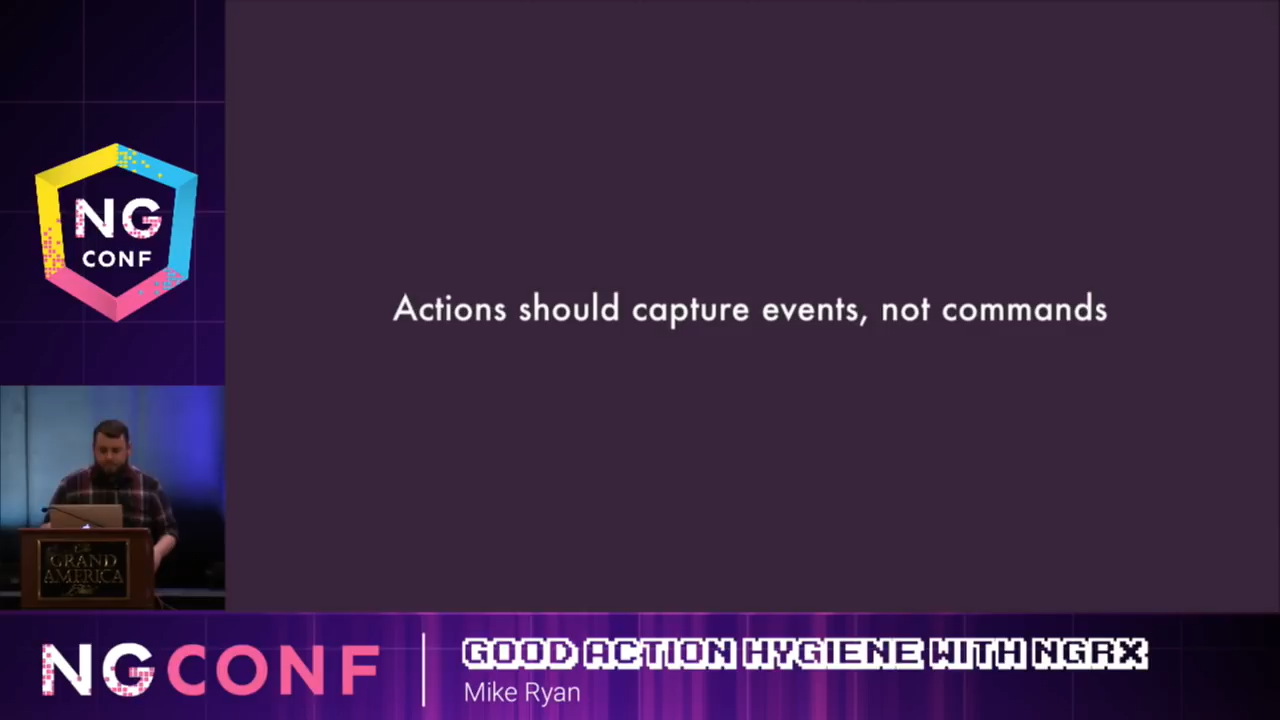 NG
CONF
Actions should capture events, not commands
GRAND
AMERICA
NGCONF
GOOD ACTION HYGIENE WITH NGRX
Mike Ryan